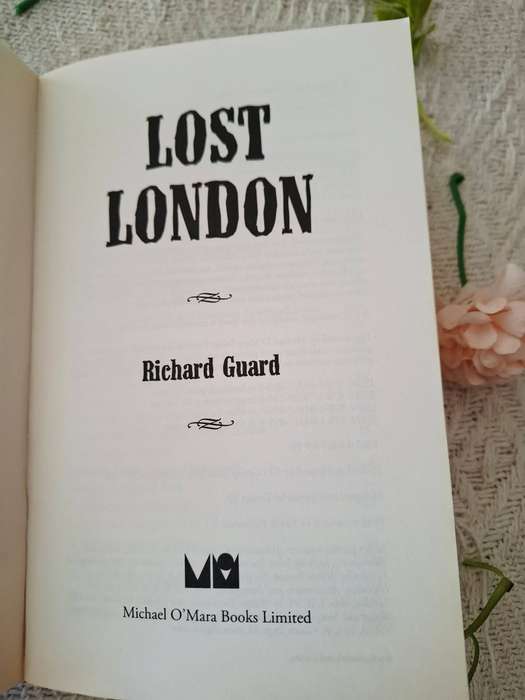 LOST
LONDON
Richard Guard
Michael O'Mara Books Limited